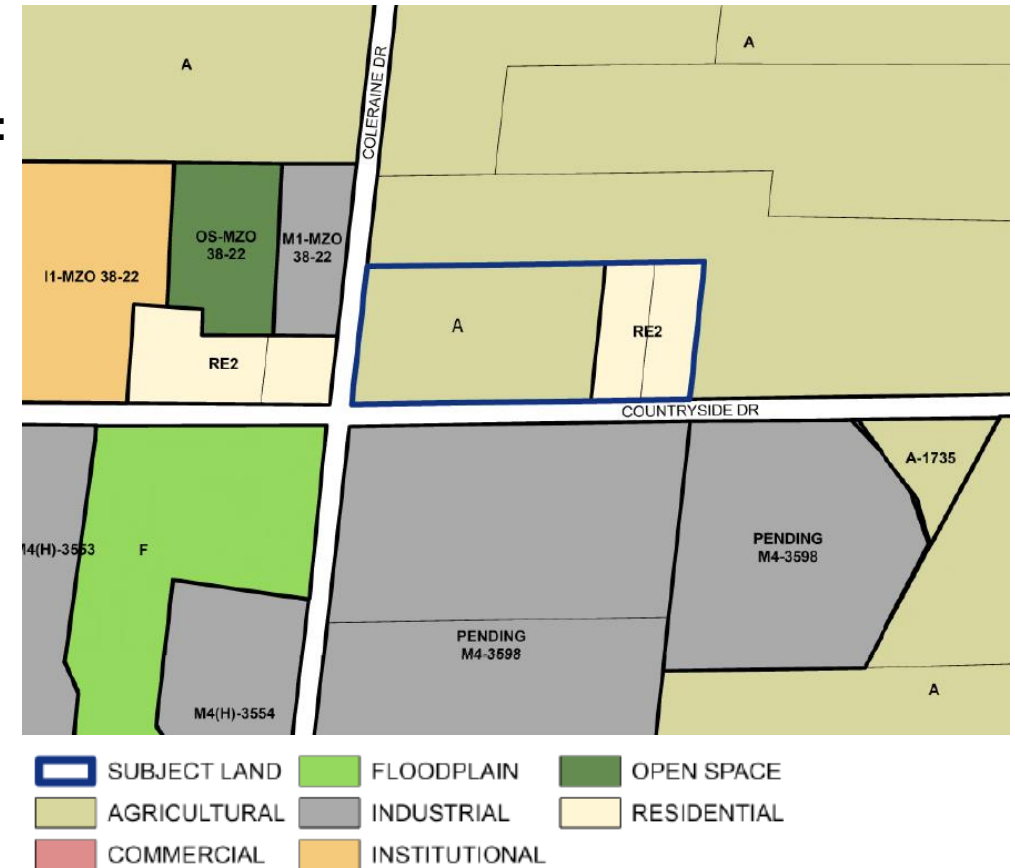 A
A
COLERAINE DR
:
OS-MZO
38-22
M1-MZO
38-22
I1-MZO 38-22
RE2
A
RE2
COUNTRYSIDE DR
A-1735
M4(H)-3553
F
PENDING
M4-3598
PENDING
M4-3598
M4(H)-3554
A
SUBJECT LAND
FLOODPLAIN
OPEN SPACE
AGRICULTURAL
INDUSTRIAL
RESIDENTIAL
COMMERCIAL
INSTITUTIONAL